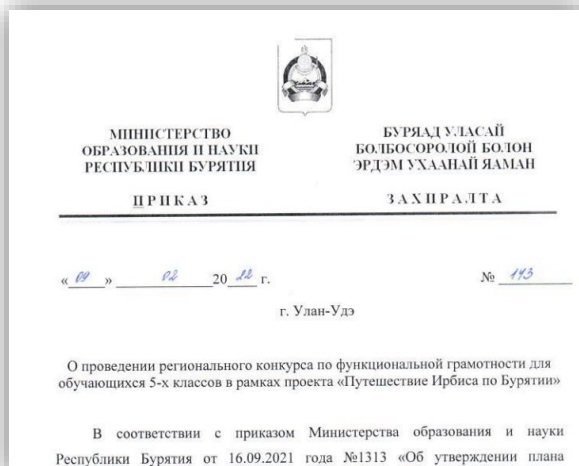 МИНИСТЕРСТВО
ОБРАЗОВАНИЯ И НАУКИ
РЕСПУБЛИКИ БУРЯТИЯ
ПРИКАЗ
БУРЯАД УЛАСАЙ
БОЛБОСОРОЛОЙ БОЛОН
ЭРДЭМ УХААНАЙ ЯАМАН
ЗАХИРАЛТА
« 09 » 02 20 22 г.
№ 193
г. Улан-Удэ
О проведении регионального конкурса по функциональной грамотности для
обучающихся 5-х классов в рамках проекта «Путешествие Ирбиса по Бурятии»
В соответствии с приказом Министерства образования и науки
Республики Бурятия от 16.09.2021 года №1313 «Об утверждении плана